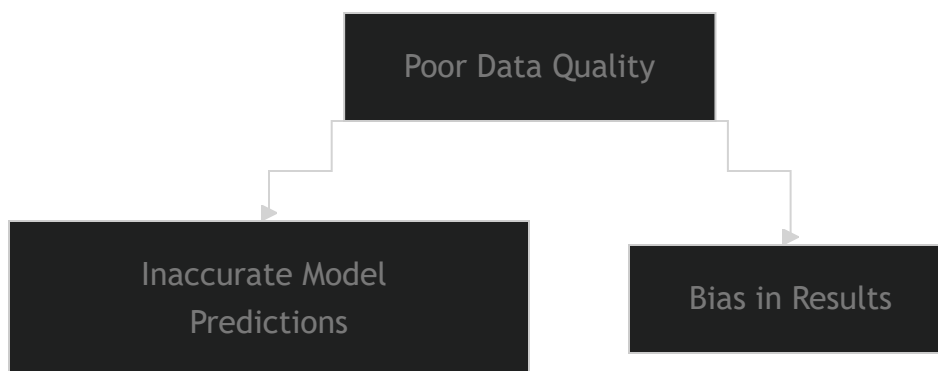 Poor Data Quality
Inaccurate Model
Predictions
Bias in Results